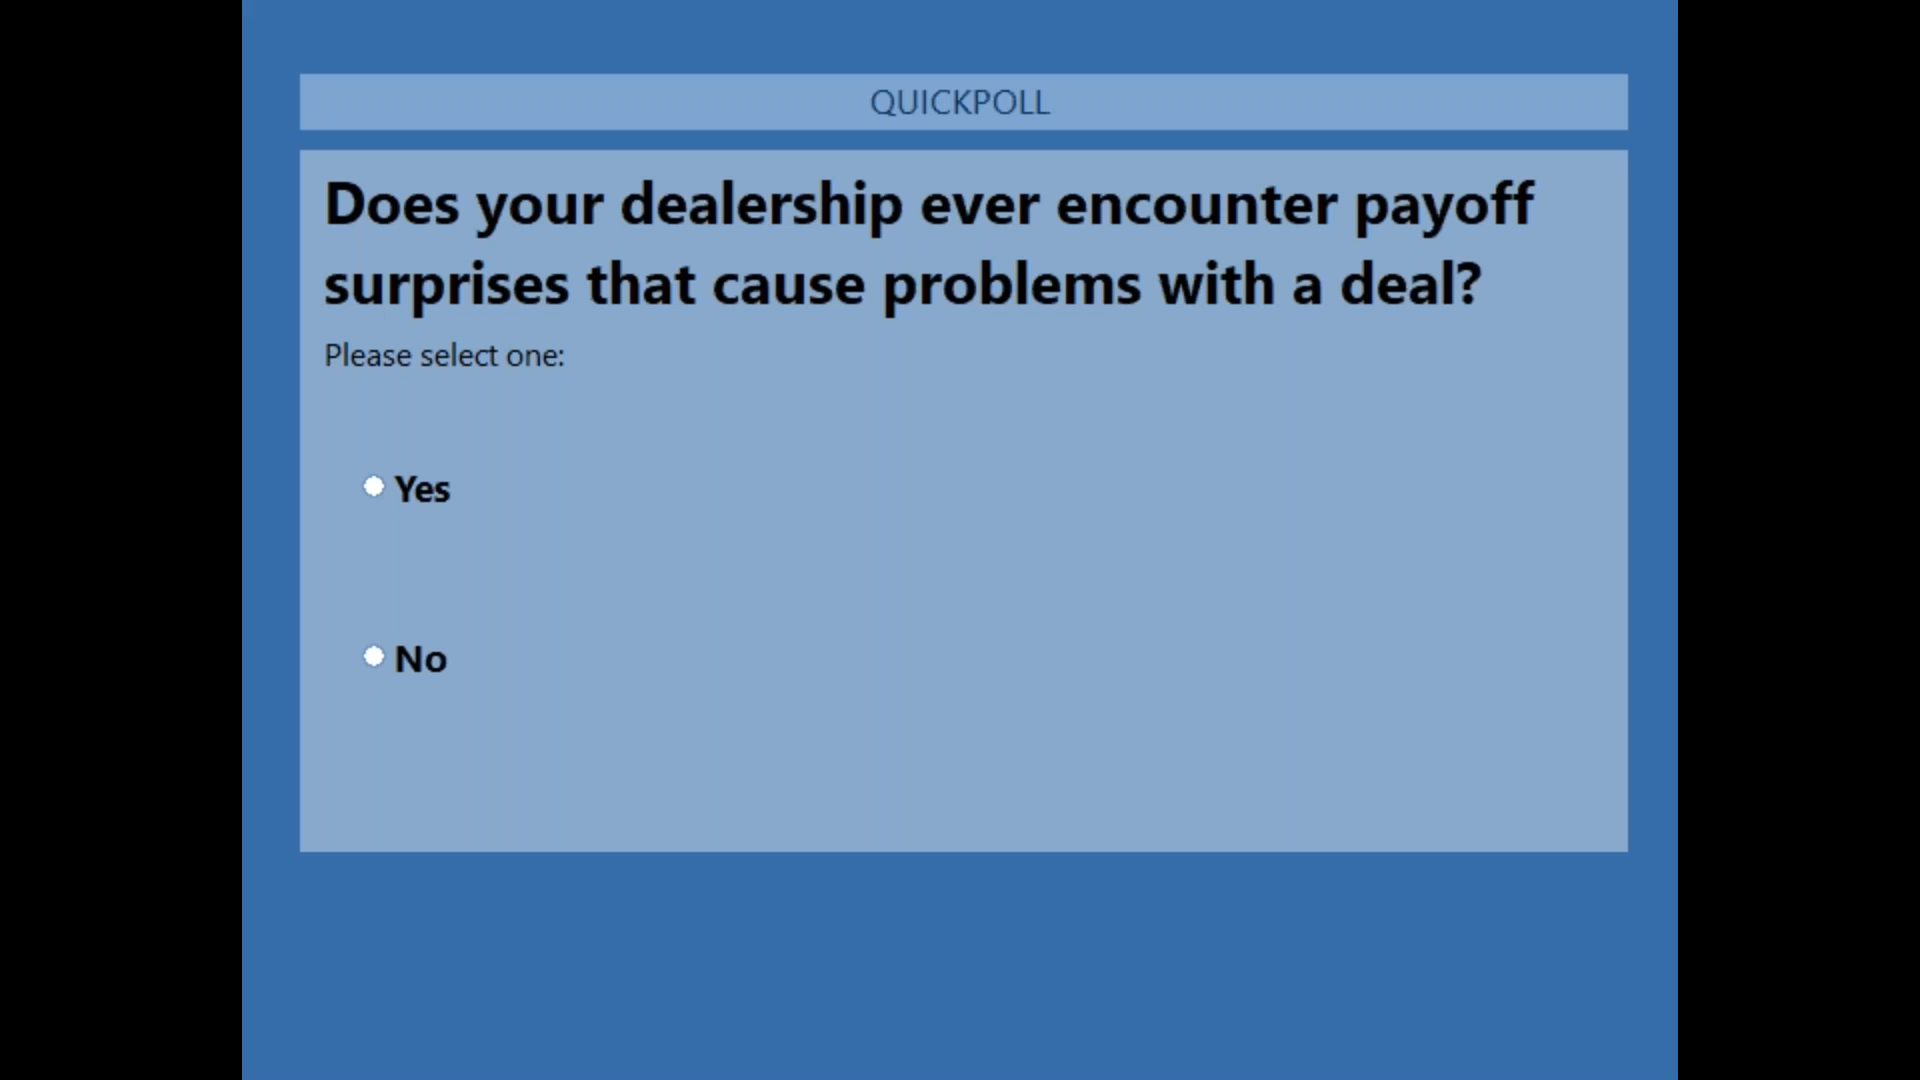 QUICKPOLL
Does your dealership ever encounter payoff
surprises that cause problems with a deal?
Please select one:
Yes
No